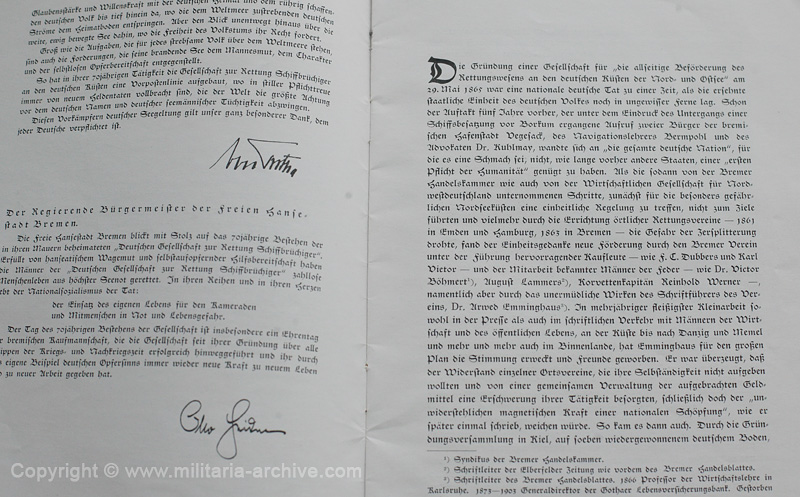 Glaubensstärke und Willenskraft mit der deutschen Heimat und dem rührig schaffen-
den deutschen Volk bis tief hinein da, wo die dem Weltmeer zustrebenden deutschen
Ströme dem Heimatboden entspringen. Aber den Blick unentwegt hinaus über die
weite, ewig bewegte See dahin, wo die Freiheit des Volkstums ihr Recht fordert.
Groß wie die Aufgaben, die für jedes strebsame Volk über dem Weltmeere stehen,
sind auch die Forderungen, die seine brandende See dem Mannesmut, dem Charakter
und der selbstlosen Opferbereitschaft entgegenstellt.
So hat in ihrer 70jährigen Tätigkeit die Gesellschaft zur Rettung Schiffbrüchiger
an den deutschen Küsten eine Vorpostenlinie aufgebaut, wo in stiller Pflichttreue
immer von neuem Heldentaten vollbracht sind, die der Welt die größte Achtung
vor dem deutschen Namen und deutscher seemännischer Tüchtigkeit abzwingen.
Diesen Vorkämpfern deutscher Seegeltung gilt unser ganz besonderer Dank, dem
jeder Deutsche verpflichtet ist.
Der Regierende Bürgermeister der Freien Hanse-
stadt Bremen.
Die Freie Hansestadt Bremen blickt mit Stolz auf das 70jährige Bestehen der
in ihren Mauern beheimateten „Deutschen Gesellschaft zur Rettung Schiffbrüchiger“.
Erfüllt von hanseatischem Wagemut und selbstaufopfernder Hilfsbereitschaft haben
die Männer der „Deutschen Gesellschaft zur Rettung Schiffbrüchiger“ zahllose
Menschenleben aus höchster Seenot gerettet. In ihren Reihen und in ihren Herzen
lebt der Nationalsozialismus der Tat:
der Einsatz des eigenen Lebens für den Kameraden
und Mitmenschen in Not und Lebensgefahr.
Der Tag des 70jährigen Bestehens der Gesellschaft ist insbesondere ein Ehrentag
der bremischen Kaufmannschaft, die die Gesellschaft seit ihrer Gründung über alle
Klippen der Kriegs- und Nachkriegszeit erfolgreich hinweggeführt und ihr durch
das eigene Beispiel deutschen Opfersinns immer wieder neue Kraft zu neuem Leben
und zu neuer Arbeit gegeben hat.
Die Gründung einer Gesellschaft für „die allseitige Beförderung des
Rettungswesens an den deutschen Küsten der Nord- und Ostsee“ am
29. Mai 1865 war eine nationale deutsche Tat zu einer Zeit, als die ersehnte
staatliche Einheit des deutschen Volkes noch in ungewisser Ferne lag. Schon
der Auftakt fünf Jahre vorher, der unter dem Eindruck des Untergangs einer
Schiffsbesatzung vor Borkum ergangene Aufruf zweier Bürger der bremi-
schen Hafenstadt Vegesack, des Navigationslehrers Bermpohl und des
Advokaten Dr. Kuhlmay, wandte sich an „die gesamte deutsche Nation“, für
die es eine Schmach sei, nicht, wie lange vorher andere Staaten, einer „ersten
Pflicht der Humanität“ genügt zu haben. Als die sodann von der Bremer
Handelskammer wie auch von der Wirtschaftlichen Gesellschaft für Nord-
westdeutschland unternommenen Schritte, zunächst für die besonders gefähr-
lichen Nordseeküsten eine einheitliche Regelung zu treffen, nicht zum Ziele
führten und vielmehr durch die Errichtung örtlicher Rettungsvereine — 1861
in Emden und Hamburg, 1863 in Bremen — die Gefahr der Zersplitterung
drohte, fand der Einheitsgedanke neue Förderung durch den Bremer Verein
unter der Führung hervorragender Kaufleute — wie F. C. Dubbers und Karl
Victor — und der Mitarbeit bekannter Männer der Feder — wie Dr. Victor
Böhmert¹), August Lammers²), Korvettenkapitän Reinhold Werner —,
namentlich aber durch das unermüdliche Wirken des Schriftführers des Ver-
eins, Dr. Arwed Emminghaus³). In mehrjähriger fleißigster Kleinarbeit so-
wohl in der Presse als auch im schriftlichen Verkehr mit Männern der Wirt-
schaft und des öffentlichen Lebens, an der Küste bis nach Danzig und Memel
und mehr und mehr auch im Binnenlande, hat Emminghaus für den großen
Plan die Stimmung erweckt und Freunde geworben. Er war überzeugt, daß
der Widerstand einzelner Ortsvereine, die ihre Selbständigkeit nicht aufgeben
wollten und von einer gemeinsamen Verwaltung der aufgebrachten Geld-
mittel eine Erschwerung ihrer Tätigkeit besorgten, schließlich doch der „un-
widerstehlichen magnetischen Kraft einer nationalen Schöpfung“, wie er
später einmal schrieb, weichen würde. So kam es dann auch. Durch die Grün-
dungsversammlung in Kiel, auf soeben wiedergewonnenem deutschem Boden,
¹) Syndikus der Bremer Handelskammer.
²) Schriftleiter der Elberfelder Zeitung wie vordem des Bremer Handelsblattes.
³) Schriftleiter des Bremer Handelsblattes. 1866 Professor der Wirtschaftslehre in
Karlsruhe. 1873—1903 Generaldirektor der Gothaer Lebensversicherungsbank. Gestorben
Copyright © www.militaria-archive.com